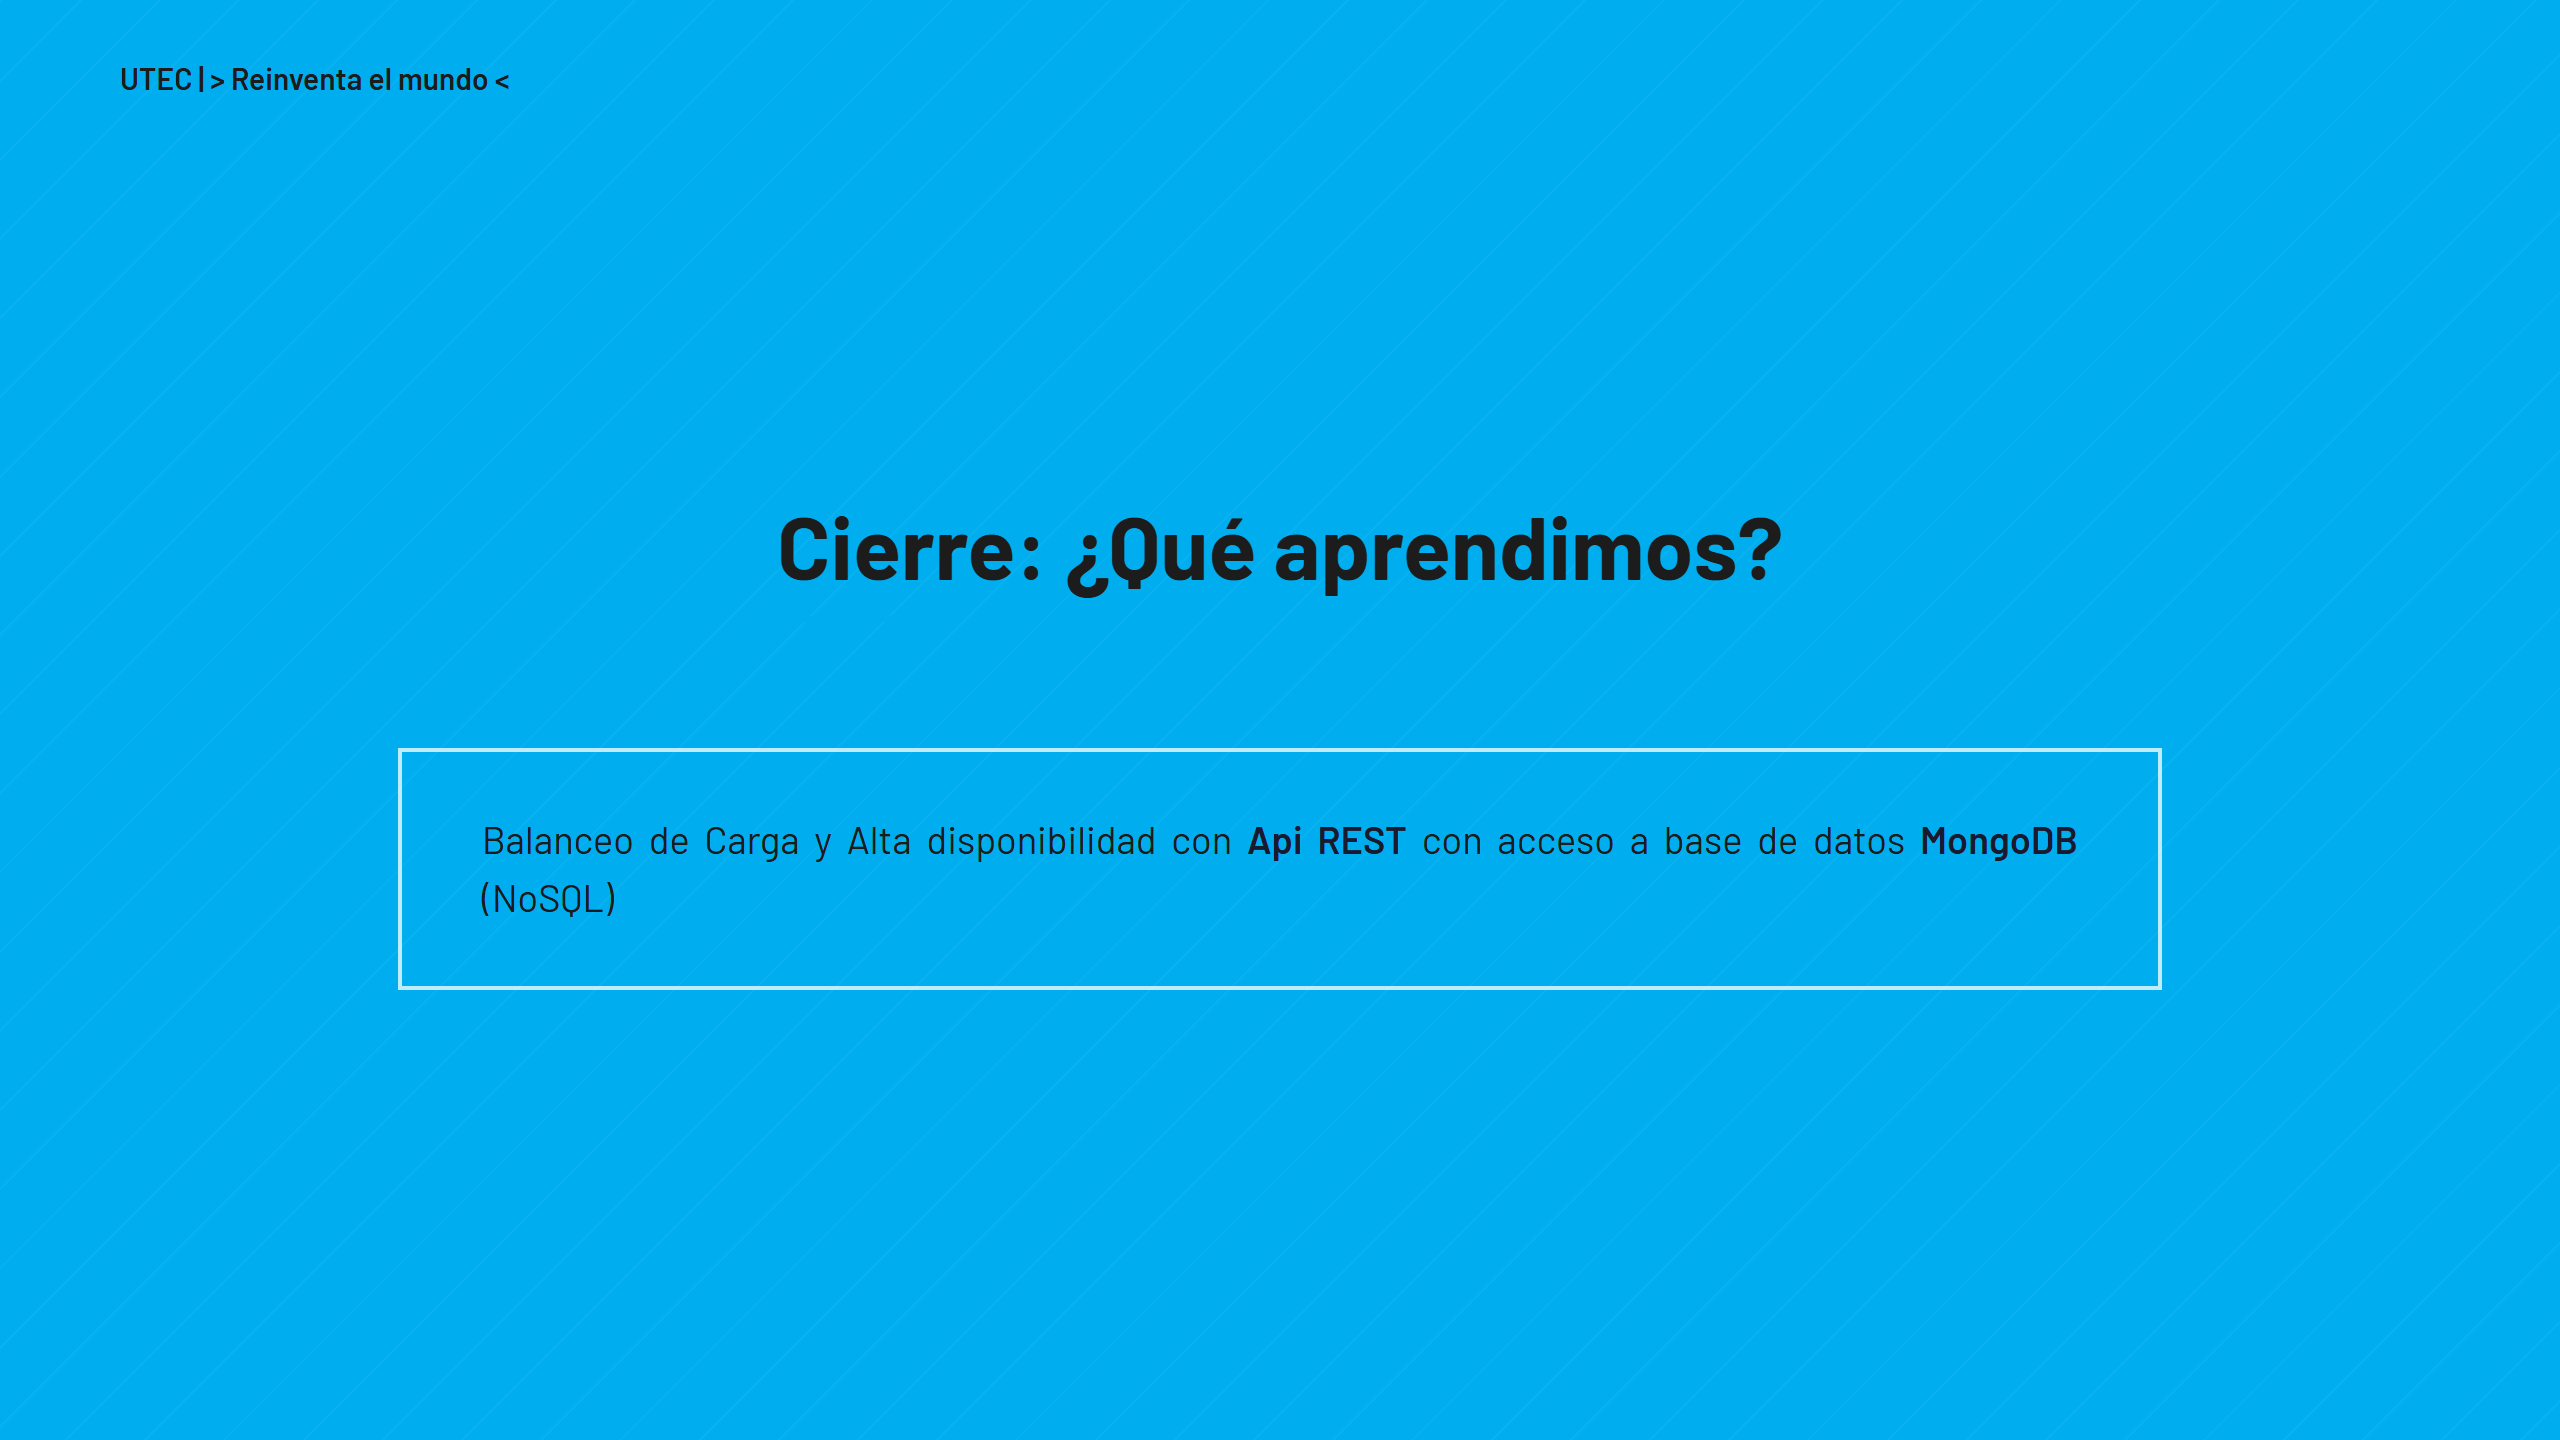 UTEC | > Reinventa el mundo <
Cierre: ¿Qué aprendimos?
Balanceo de Carga y Alta disponibilidad con Api REST con acceso a base de datos MongoDB
(NoSQL)